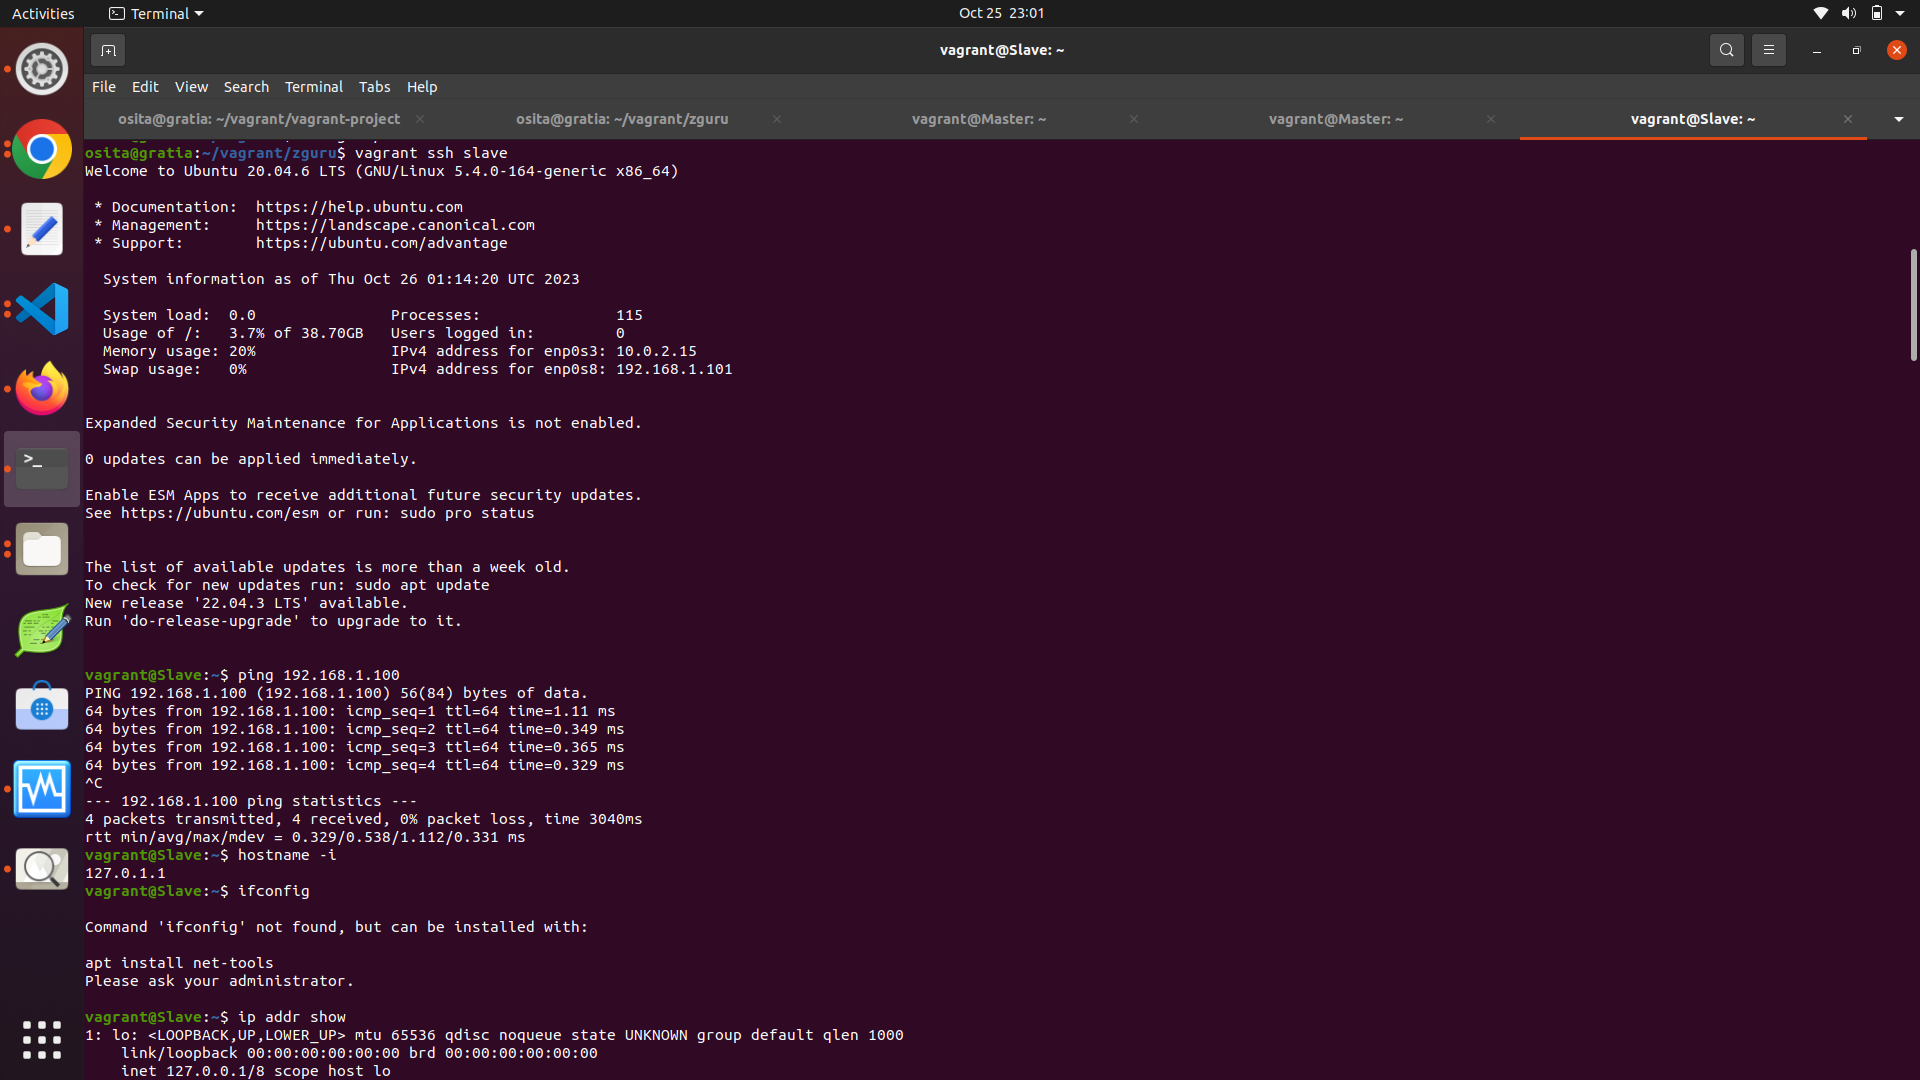 Activities Terminal Oct 25 23:01
vagrant@Slave: ~
File Edit View Search Terminal Tabs Help
osita@gratia: ~/vagrant/vagrant-project osita@gratia: ~/vagrant/zguru vagrant@Master: ~ vagrant@Master: ~ vagrant@Slave: ~
osita@gratia:~/vagrant/zguru$ vagrant ssh slave
Welcome to Ubuntu 20.04.6 LTS (GNU/Linux 5.4.0-164-generic x86_64)
 * Documentation:  https://help.ubuntu.com
 * Management:     https://landscape.canonical.com
 * Support:        https://ubuntu.com/advantage
  System information as of Thu Oct 26 01:14:20 UTC 2023
  System load:  0.0               Processes:               115
  Usage of /:   3.7% of 38.70GB   Users logged in:         0
  Memory usage: 20%               IPv4 address for enp0s3: 10.0.2.15
  Swap usage:   0%                IPv4 address for enp0s8: 192.168.1.101
Expanded Security Maintenance for Applications is not enabled.
0 updates can be applied immediately.
Enable ESM Apps to receive additional future security updates.
See https://ubuntu.com/esm or run: sudo pro status
The list of available updates is more than a week old.
To check for new updates run: sudo apt update
New release '22.04.3 LTS' available.
Run 'do-release-upgrade' to upgrade to it.
vagrant@Slave:~$ ping 192.168.1.100
PING 192.168.1.100 (192.168.1.100) 56(84) bytes of data.
64 bytes from 192.168.1.100: icmp_seq=1 ttl=64 time=1.11 ms
64 bytes from 192.168.1.100: icmp_seq=2 ttl=64 time=0.349 ms
64 bytes from 192.168.1.100: icmp_seq=3 ttl=64 time=0.365 ms
64 bytes from 192.168.1.100: icmp_seq=4 ttl=64 time=0.329 ms
^C
--- 192.168.1.100 ping statistics ---
4 packets transmitted, 4 received, 0% packet loss, time 3040ms
rtt min/avg/max/mdev = 0.329/0.538/1.112/0.331 ms
vagrant@Slave:~$ hostname -i
127.0.1.1
vagrant@Slave:~$ ifconfig
Command 'ifconfig' not found, but can be installed with:
apt install net-tools
Please ask your administrator.
vagrant@Slave:~$ ip addr show
1: lo: <LOOPBACK,UP,LOWER_UP> mtu 65536 qdisc noqueue state UNKNOWN group default qlen 1000
    link/loopback 00:00:00:00:00:00 brd 00:00:00:00:00:00
    inet 127.0.0.1/8 scope host lo